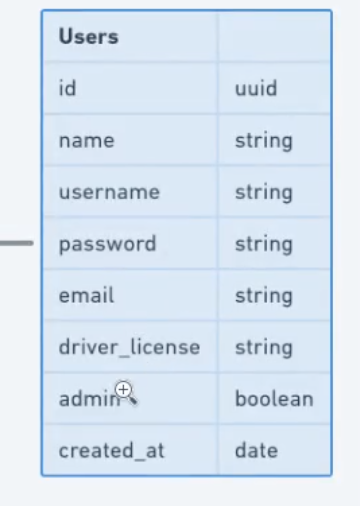 Users
id uuid
name string
username string
password string
email string
driver_license string
admin boolean
created_at date